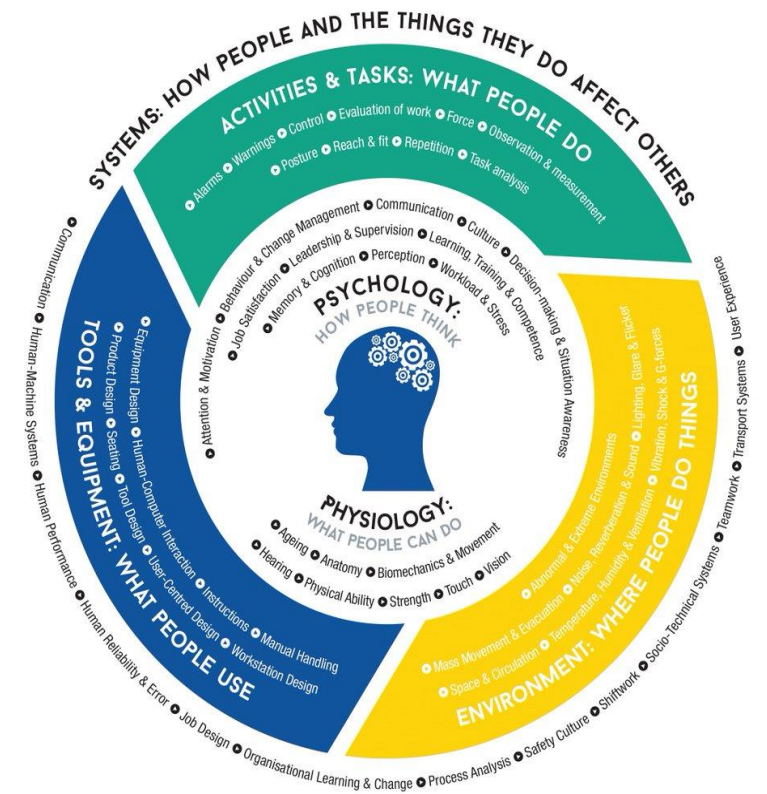 SYSTEMS: HOW PEOPLE AND THE THINGS THEY DO AFFECT OTHERS
ACTIVITIES & TASKS: WHAT PEOPLE DO
Alarms Warnings Control Evaluation of work Force Observation & measurement
Posture Reach & fit Repetition Task analysis
Attention & Motivation Behaviour & Change Management Communication Culture Decision-making & Situation Awareness
Job Satisfaction Leadership & Supervision Learning, Training & Competence
Memory & Cognition Perception Workload & Stress
PSYCHOLOGY:
HOW PEOPLE THINK
PHYSIOLOGY:
WHAT PEOPLE CAN DO
Ageing Anatomy Biomechanics & Movement
Hearing Physical Ability Strength Touch Vision
TOOLS & EQUIPMENT: WHAT PEOPLE USE
Equipment Design Human-Computer Interaction Instructions Manual Handling
Product Design Seating Tool Design User-Centred Design Workstation Design
Abnormal & Extreme Environments
Mass Movement & Evacuation Noise, Reverberation & Sound Lighting, Glare & Flicker
Space & Circulation Temperature, Humidity & Ventilation Vibration, Shock & G-forces
ENVIRONMENT: WHERE PEOPLE DO THINGS
Communication Human-Machine Systems Human Performance Human Reliability & Error Job Design Organisational Learning & Change Process Analysis Safety Culture Shiftwork Socio-Technical Systems Teamwork Transport Systems User Experience